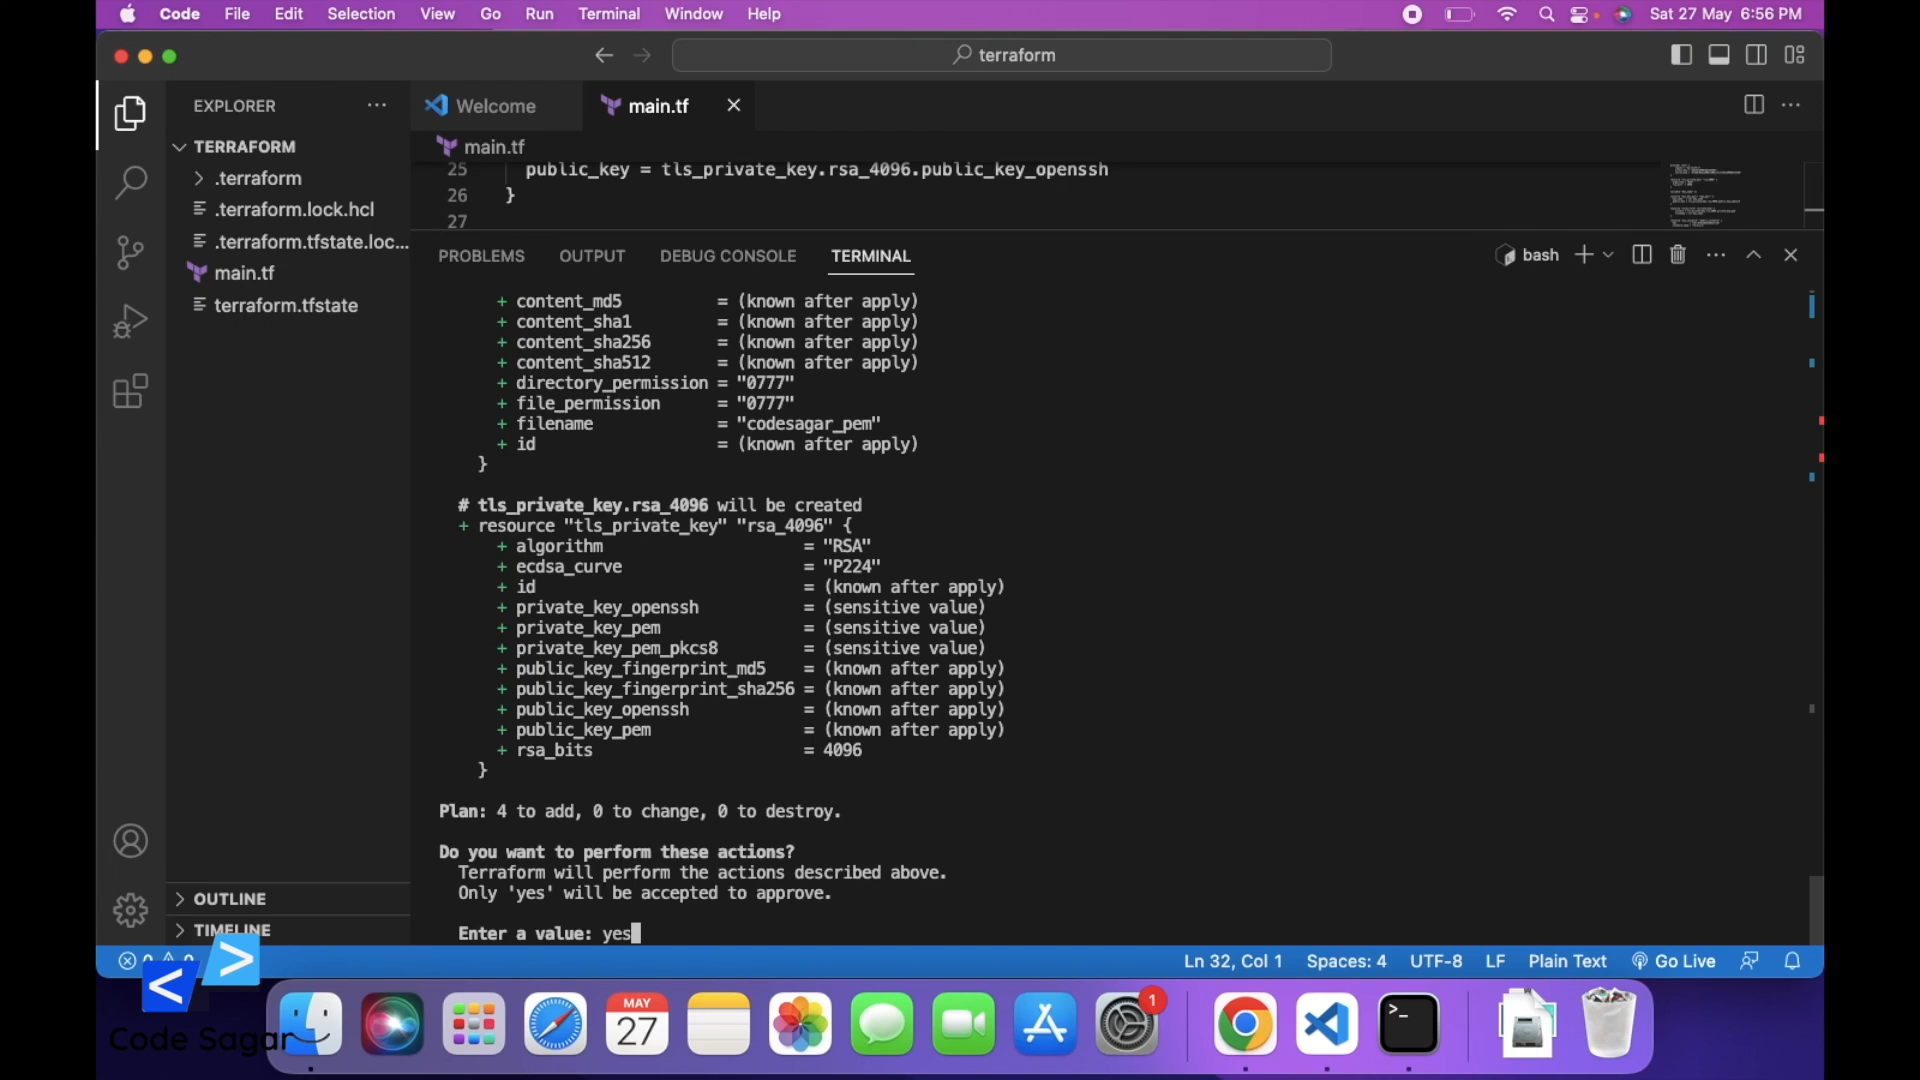 Code File Edit Selection View Go Run Terminal Window Help
Sat 27 May 6:56 PM
terraform
EXPLORER
Welcome
main.tf
TERRAFORM
main.tf
.terraform
.terraform.lock.hcl
.terraform.tfstate.loc...
main.tf
terraform.tfstate
25 public_key = tls_private_key.rsa_4096.public_key_openssh
26 }
27
PROBLEMS OUTPUT DEBUG CONSOLE TERMINAL
bash
+ content_md5 = (known after apply)
+ content_sha1 = (known after apply)
+ content_sha256 = (known after apply)
+ content_sha512 = (known after apply)
+ directory_permission = "0777"
+ file_permission = "0777"
+ filename = "codesagar_pem"
+ id = (known after apply)
}
# tls_private_key.rsa_4096 will be created
+ resource "tls_private_key" "rsa_4096" {
+ algorithm = "RSA"
+ ecdsa_curve = "P224"
+ id = (known after apply)
+ private_key_openssh = (sensitive value)
+ private_key_pem = (sensitive value)
+ private_key_pem_pkcs8 = (sensitive value)
+ public_key_fingerprint_md5 = (known after apply)
+ public_key_fingerprint_sha256 = (known after apply)
+ public_key_openssh = (known after apply)
+ public_key_pem = (known after apply)
+ rsa_bits = 4096
}
Plan: 4 to add, 0 to change, 0 to destroy.
Do you want to perform these actions?
Terraform will perform the actions described above.
Only 'yes' will be accepted to approve.
Enter a value: yes
OUTLINE
TIMELINE
Ln 32, Col 1 Spaces: 4 UTF-8 LF Plain Text Go Live
Code Sagar
MAY
27
1